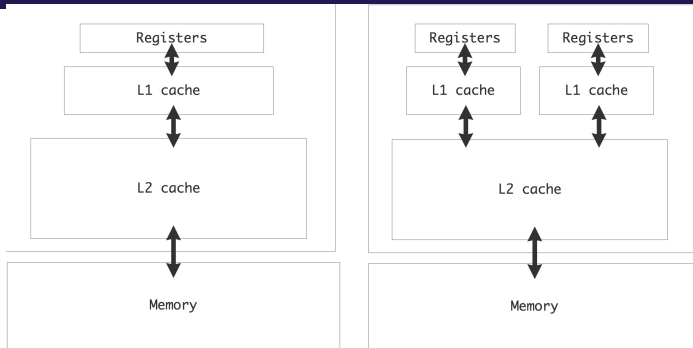 Registers
L1 cache
L2 cache
Memory
Registers Registers
L1 cache L1 cache
L2 cache
Memory